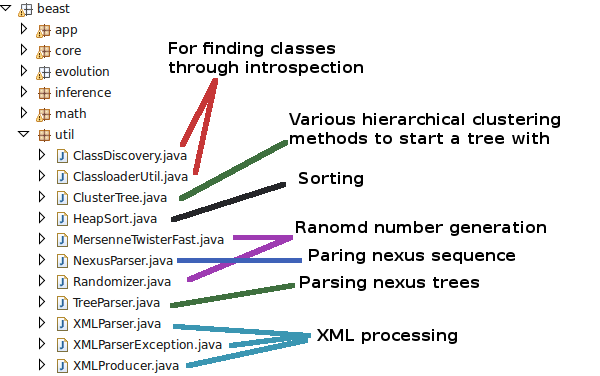 beast
app
core
evolution
inference
math
util
ClassDiscovery.java
ClassloaderUtil.java
ClusterTree.java
HeapSort.java
MersenneTwisterFast.java
NexusParser.java
Randomizer.java
TreeParser.java
XMLParser.java
XMLParserException.java
XMLProducer.java
For finding classes
through introspection
Various hierarchical clustering
methods to start a tree with
Sorting
Ranomd number generation
Paring nexus sequence
Parsing nexus trees
XML processing